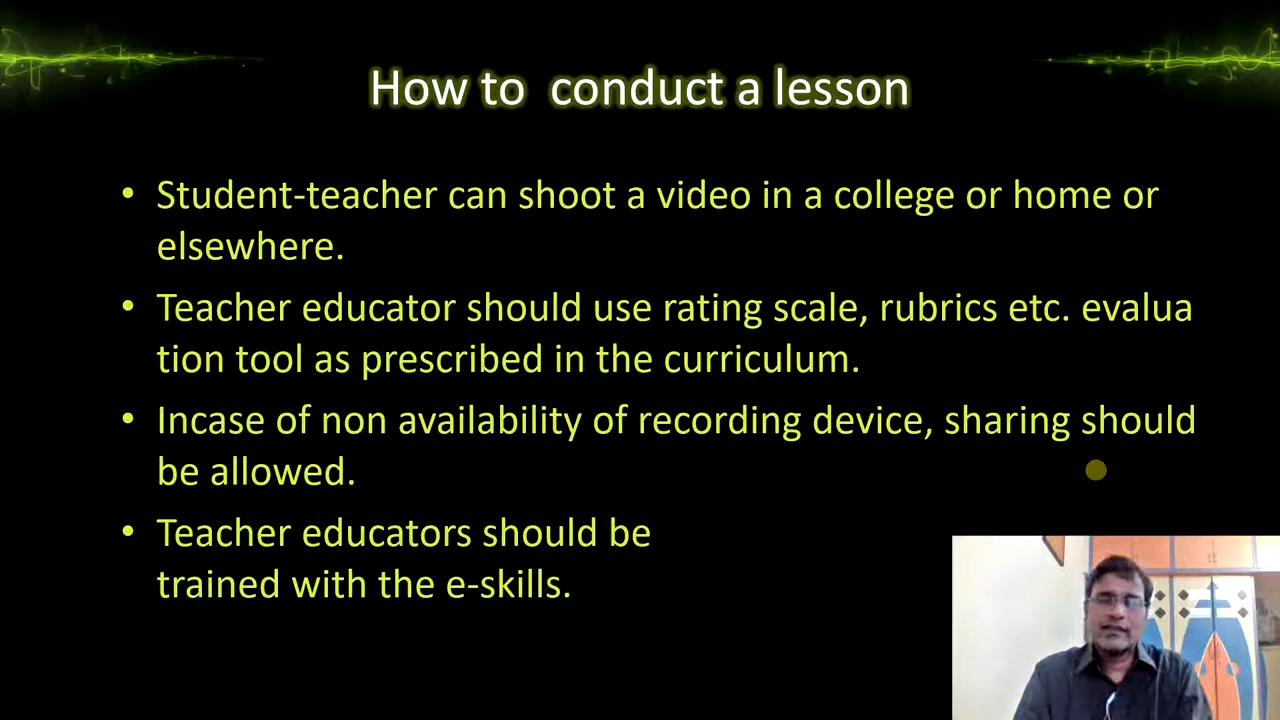 How to  conduct a lesson
• Student-teacher can shoot a video in a college or home or
elsewhere.
• Teacher educator should use rating scale, rubrics etc. evalua
tion tool as prescribed in the curriculum.
• Incase of non availability of recording device, sharing should
be allowed.
• Teacher educators should be
trained with the e-skills.